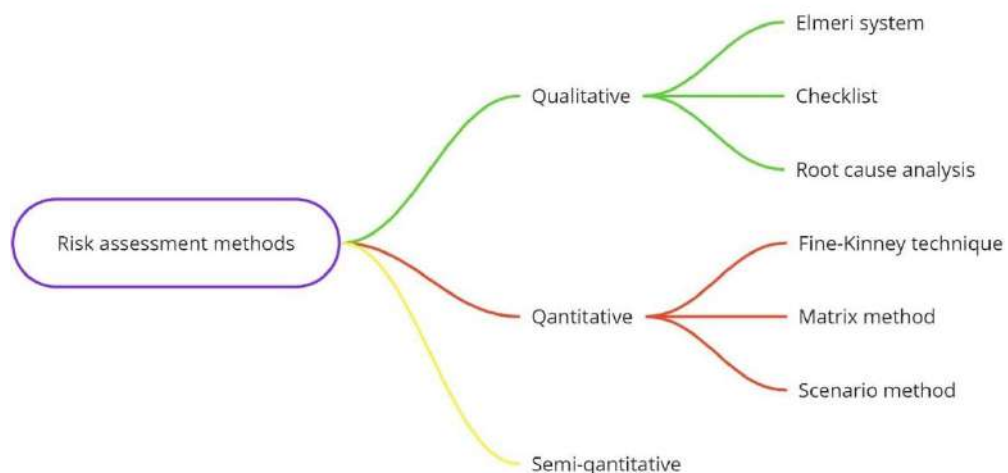 Risk assessment methods
Qualitative
Elmeri system
Checklist
Root cause analysis
Qantitative
Fine-Kinney technique
Matrix method
Scenario method
Semi-qantitative